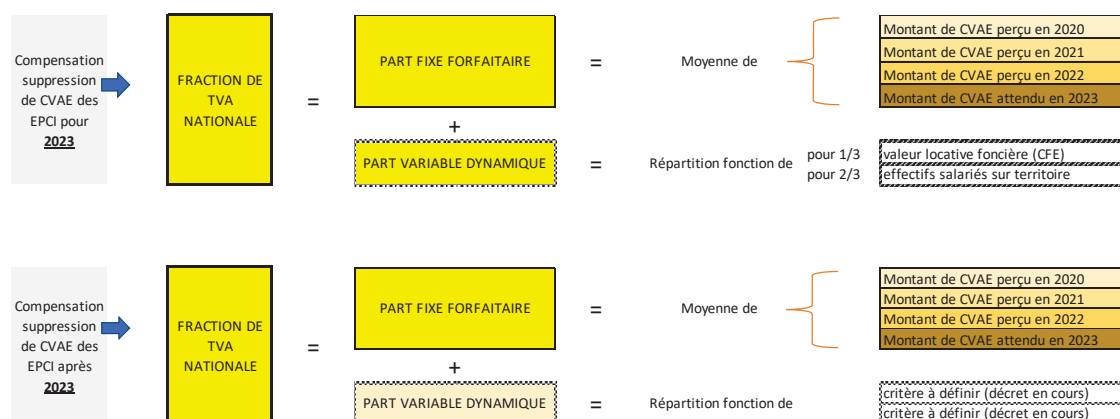 Compensation
suppression
de CVAE des
EPCI pour
2023
FRACTION DE
TVA
NATIONALE
=
PART FIXE FORFAITAIRE
=
Moyenne de
Montant de CVAE perçu en 2020
Montant de CVAE perçu en 2021
Montant de CVAE perçu en 2022
Montant de CVAE attendu en 2023
+
PART VARIABLE DYNAMIQUE
=
Répartition fonction de
pour 1/3
valeur locative foncière (CFE)
pour 2/3
effectifs salariés sur territoire
Compensation
suppression
de CVAE des
EPCI après
2023
FRACTION DE
TVA
NATIONALE
=
PART FIXE FORFAITAIRE
=
Moyenne de
Montant de CVAE perçu en 2020
Montant de CVAE perçu en 2021
Montant de CVAE perçu en 2022
Montant de CVAE attendu en 2023
+
PART VARIABLE DYNAMIQUE
=
Répartition fonction de
critère à définir (décret en cours)
critère à définir (décret en cours)